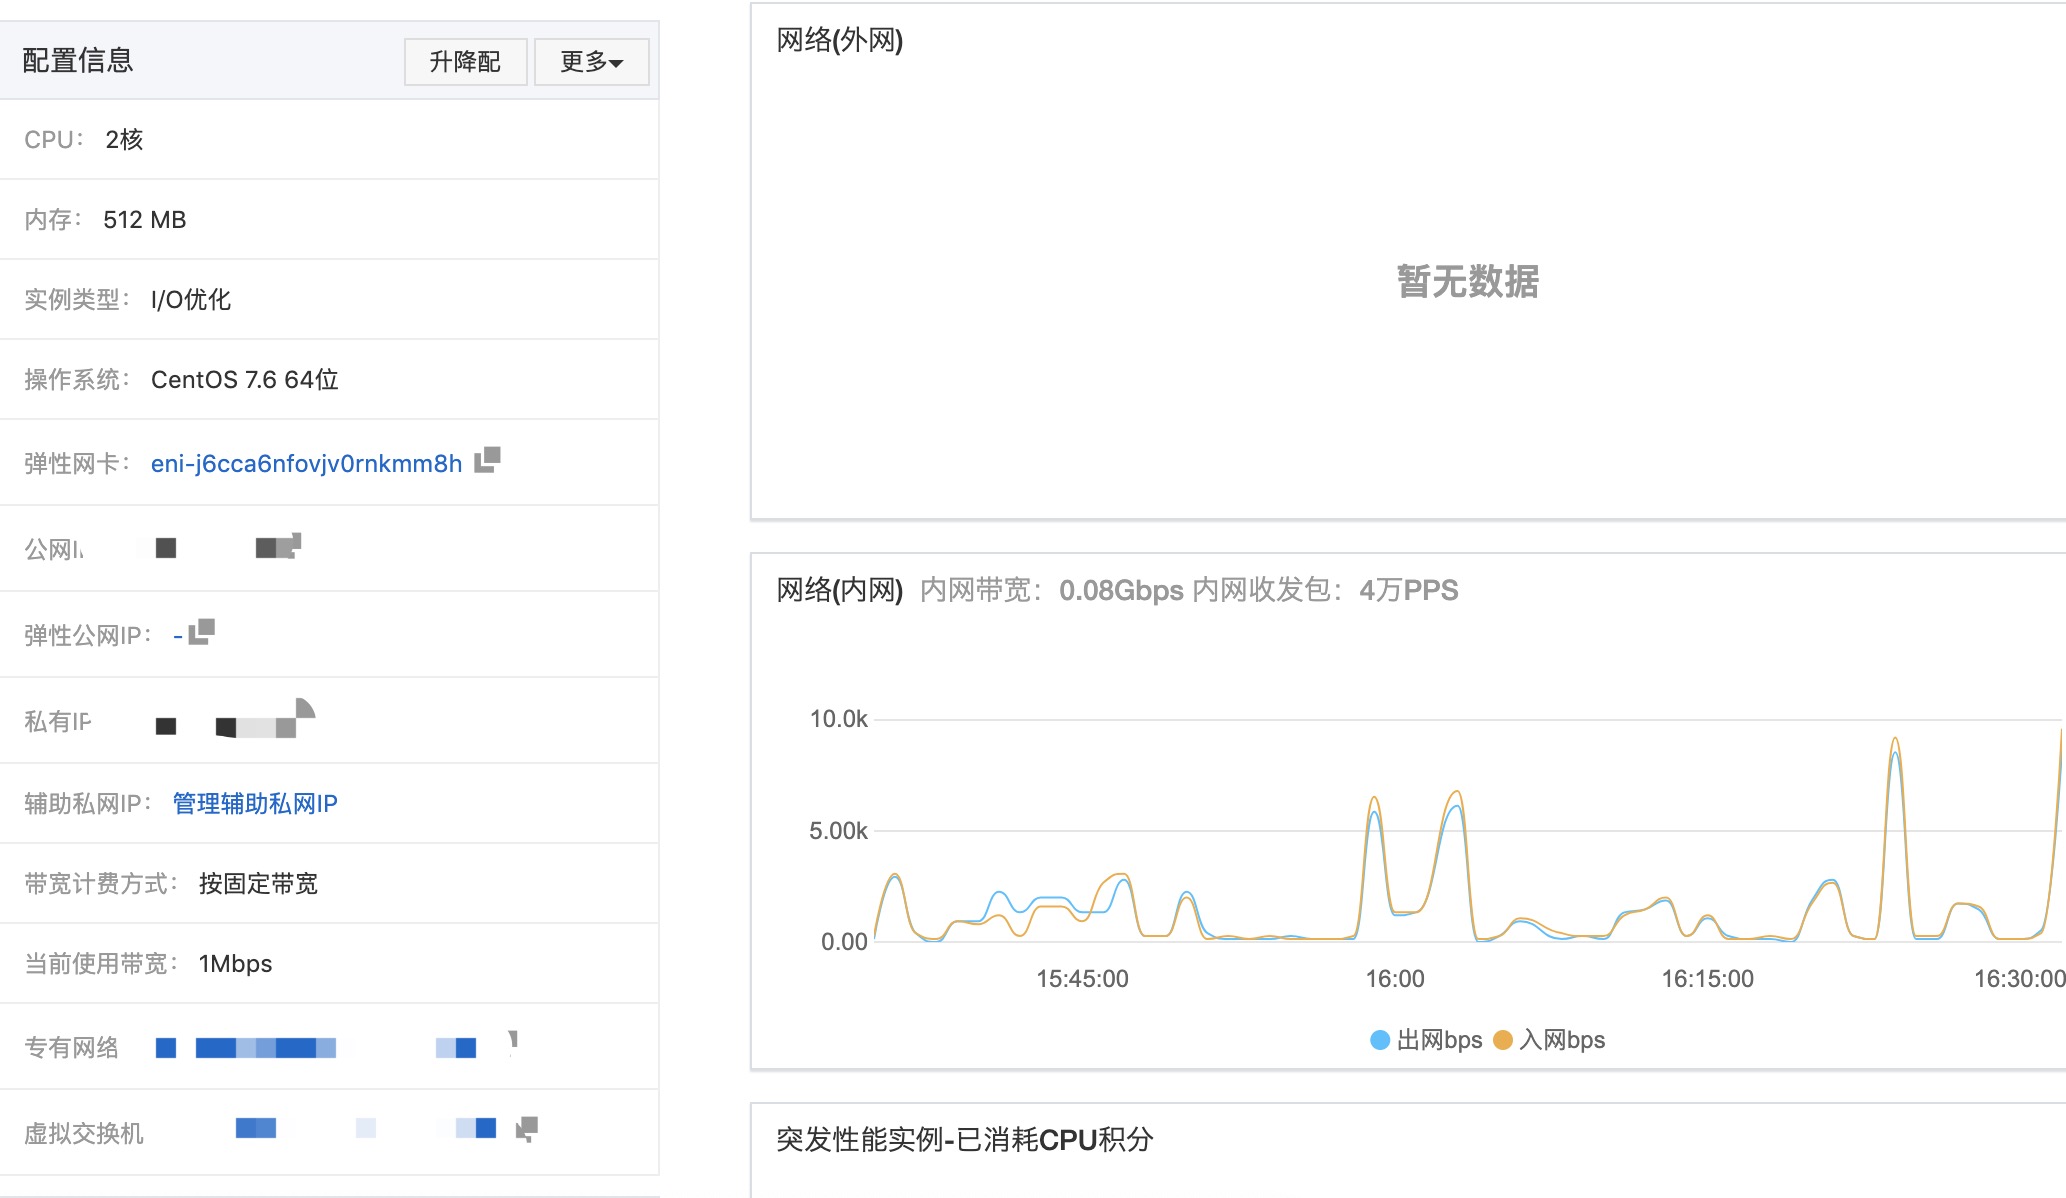 配置信息
升降配
更多
CPU： 2核
内存： 512 MB
实例类型： I/O优化
操作系统： CentOS 7.6 64位
弹性网卡： eni-j6cca6nfovjv0rnkmm8h
公网
弹性公网IP： -
私有IP
辅助私网IP： 管理辅助私网IP
带宽计费方式： 按固定带宽
当前使用带宽： 1Mbps
专有网络
虚拟交换机
网络(外网)
暂无数据
网络(内网) 内网带宽：0.08Gbps 内网收发包：4万PPS
10.0k
5.00k
0.00
15:45:00 16:00 16:15:00 16:30:00
出网bps 入网bps
突发性能实例-已消耗CPU积分